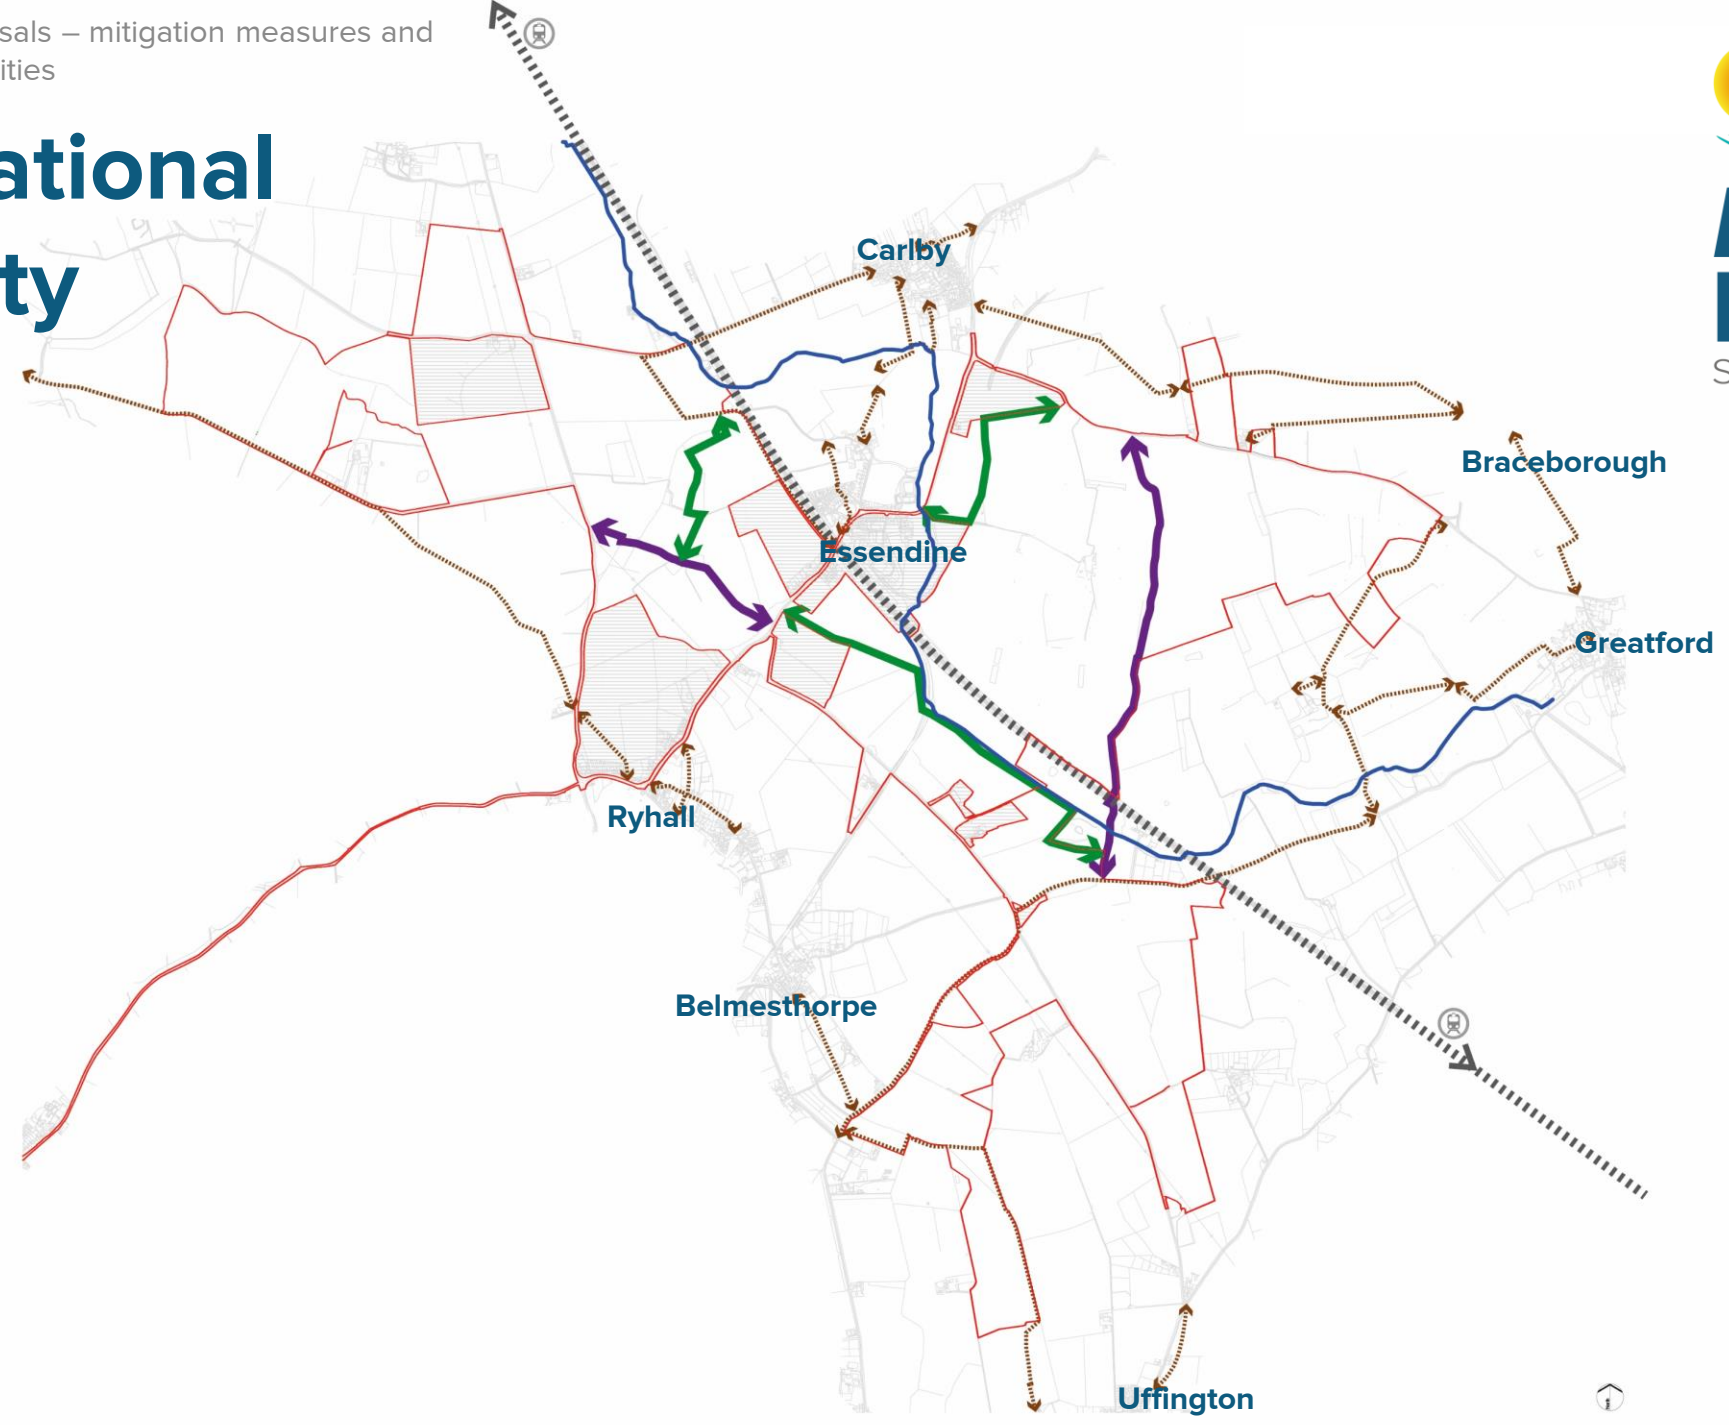 sals – mitigation measures and
ities
ational
ty
Carlby
Braceborough
Essendine
Greatford
Ryhall
Belmesthorpe
Uffington